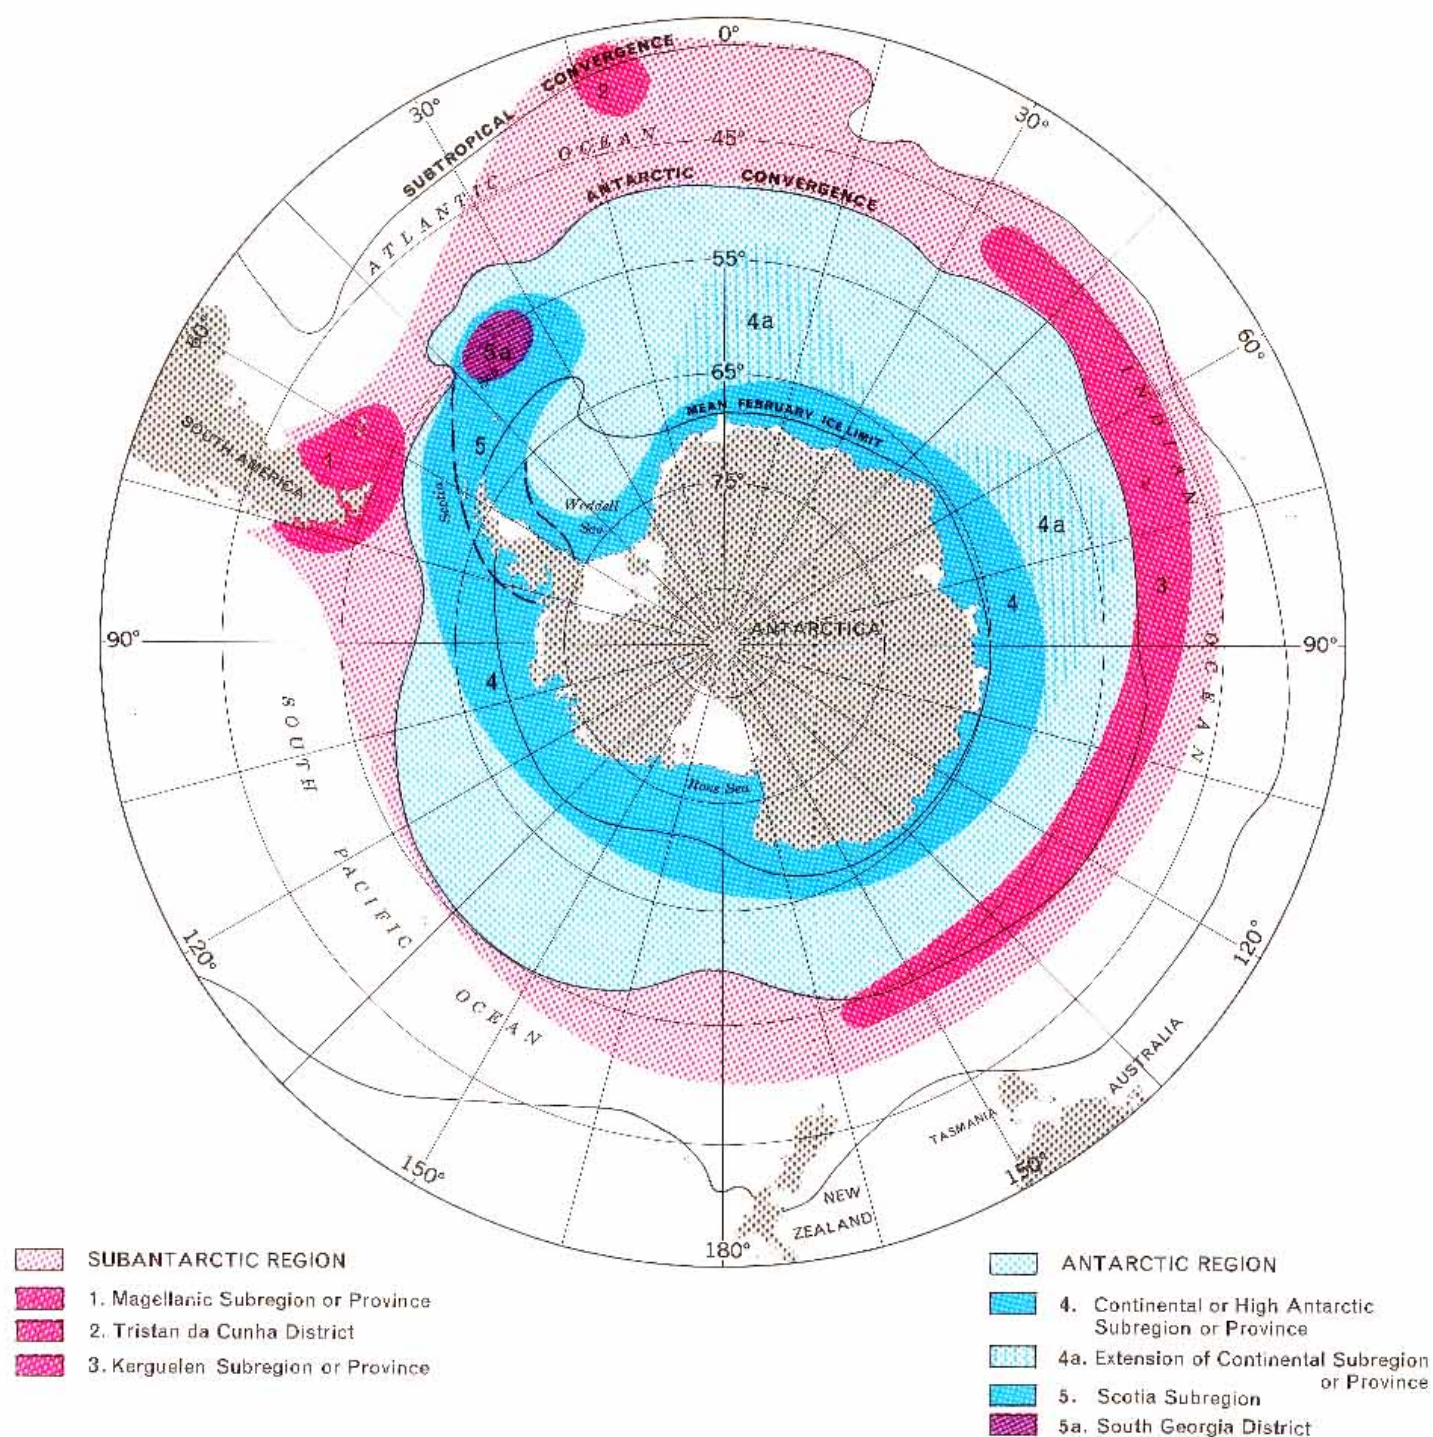 0°
30°
30°
SUBTROPICAL CONVERGENCE
2
ATLANTIC OCEAN
45°
ANTARCTIC CONVERGENCE
55°
4a
60°
60°
5a
65°
MEAN FEBRUARY ICE LIMIT
SOUTH AMERICA
1
5
Scotia
Weddell
Sea
75°
4a
INDIAN
OCEAN
3
4
ANTARCTICA
90°
90°
4
SOUTH
PACIFIC
OCEAN
Ross Sea
120°
120°
AUSTRALIA
TASMANIA
150°
150°
NEW
ZEALAND
180°
SUBANTARCTIC REGION
1. Magellanic Subregion or Province
2. Tristan da Cunha District
3. Kerguelen Subregion or Province
ANTARCTIC REGION
4. Continental or High Antarctic
Subregion or Province
4a. Extension of Continental Subregion
or Province
5. Scotia Subregion
5a. South Georgia District